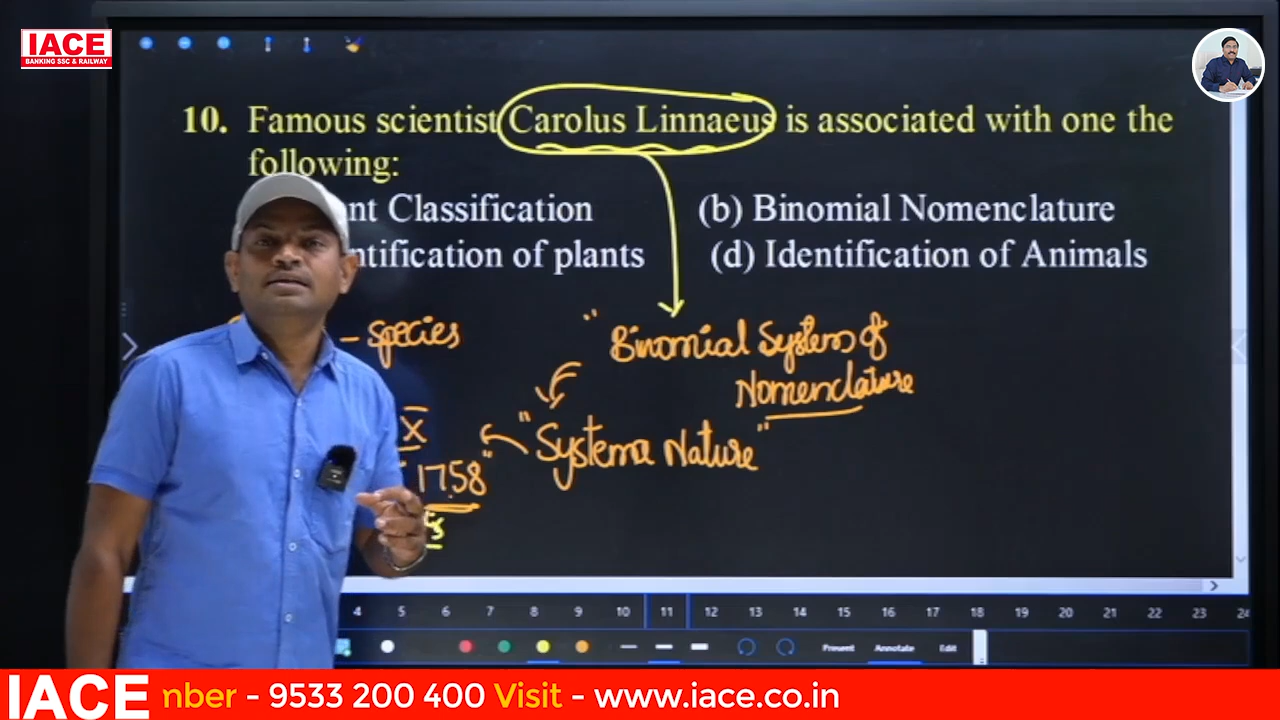 IACE
BANKING SSC & RAILWAY
10. Famous scientist Carolus Linnaeus is associated with one the
following:
nt Classification
(b) Binomial Nomenclature
ntification of plants
(d) Identification of Animals
- Species
" Binomial System of
Nomenclature
X
" Systema Nature "
" 1758 "
4 5 6 7 8 9 10 11 12 13 14 15 16 17 18 19 20 21 22 23 24
Present Annotate Edit
IACE nber - 9533 200 400 Visit - www.iace.co.in